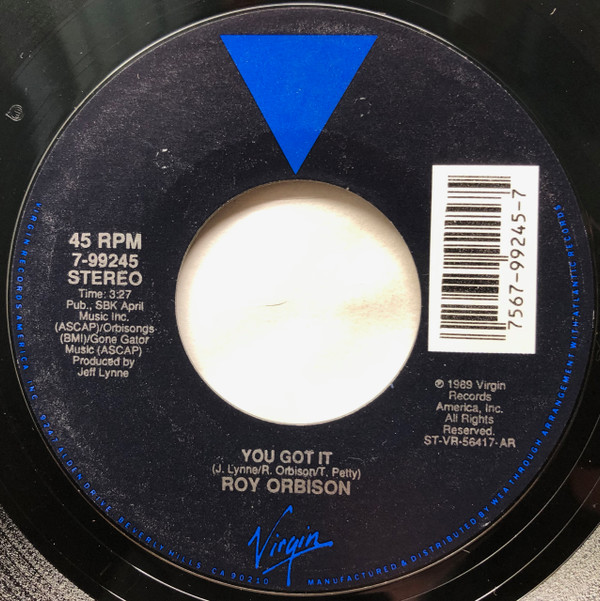 45 RPM
7-99245
STEREO
Time: 3:27
Pub., SBK April
Music Inc.
(ASCAP)/Orbisongs
(BMI)/Gone Gator
Music (ASCAP)
Produced by
Jeff Lynne
7567-99245-7
℗ 1989 Virgin
Records
America, Inc.
All Rights
Reserved.
ST-VR-56417-AR
YOU GOT IT
(J. Lynne/R. Orbison/T. Petty)
ROY ORBISON
Virgin
VIRGIN RECORDS AMERICA, INC., 9247 ALDEN DRIVE, BEVERLY HILLS, CA 90210
MANUFACTURED & DISTRIBUTED BY WEA THROUGH ARRANGEMENT WITH ATLANTIC RECORDS